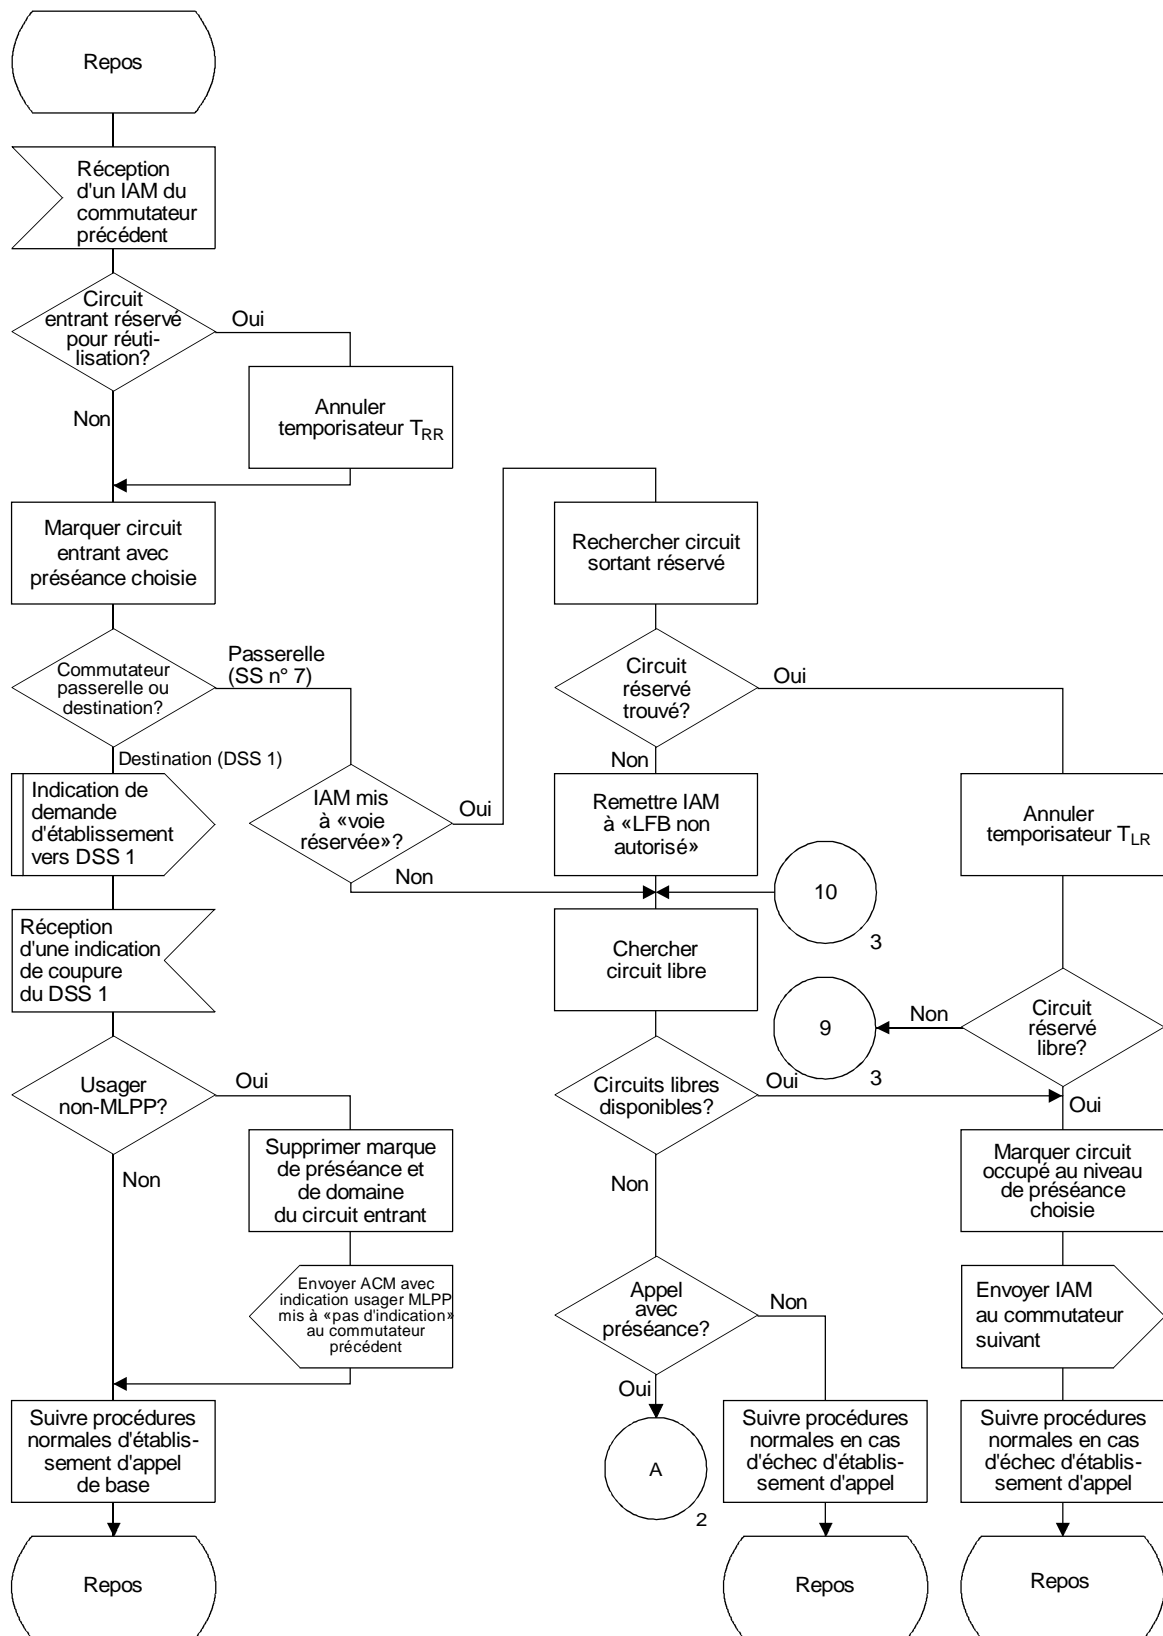 Repos
Réception
d'un IAM du
commutateur
précédent
Circuit
entrant réservé
pour réuti-
lisation?
Oui
Non
Annuler
temporisateur TRR
Marquer circuit
entrant avec
préséance choisie
Rechercher circuit
sortant réservé
Commutateur
passerelle ou
destination?
Passerelle
(SS n° 7)
Destination (DSS 1)
Circuit
réservé
trouvé?
Oui
Non
Indication de
demande
d'établissement
vers DSS 1
IAM mis
à «voie
réservée»?
Oui
Non
Remettre IAM
à «LFB non
autorisé»
Annuler
temporisateur TLR
10
3
Réception
d'une indication
de coupure
du DSS 1
Chercher
circuit libre
9
3
Non
Circuit
réservé
libre?
Oui
Usager
non-MLPP?
Oui
Non
Circuits libres
disponibles?
Oui
Non
Supprimer marque
de préséance et
de domaine
du circuit entrant
Marquer circuit
occupé au niveau
de préséance
choisie
Envoyer ACM avec
indication usager MLPP
mis à «pas d'indication»
au commutateur
précédent
Appel
avec
préséance?
Non
Oui
Envoyer IAM
au commutateur
suivant
Suivre procédures
normales d'établis-
sement d'appel
de base
A
2
Suivre procédures
normales en cas
d'échec d'établis-
sement d'appel
Suivre procédures
normales en cas
d'échec d'établis-
sement d'appel
Repos
Repos
Repos